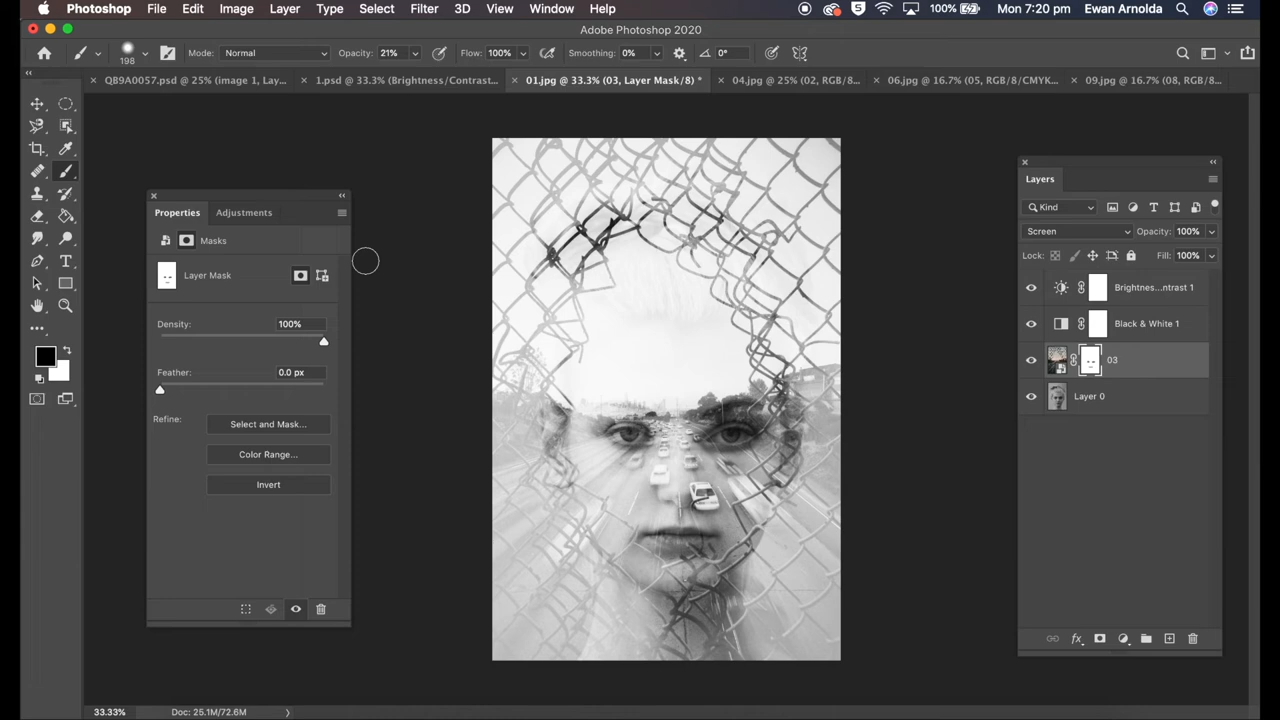 Photoshop File Edit Image Layer Type Select Filter 3D View Window Help 5 100% Mon 7:20 pm Ewan Arnolda
Adobe Photoshop 2020
198 Mode: Normal Opacity: 21% Flow: 100% Smoothing: 0% 0°
QB9A0057.psd @ 25% (image 1, Lay... 1.psd @ 33.3% (Brightness/Contrast... 01.jpg @ 33.3% (03, Layer Mask/8) * 04.jpg @ 25% (02, RGB/8... 06.jpg @ 16.7% (05, RGB/8/CMYK... 09.jpg @ 16.7% (08, RGB/8...
Properties Adjustments
Masks
Layer Mask
Density: 100%
Feather: 0.0 px
Refine: Select and Mask...
Color Range...
Invert
Layers
Kind
Screen Opacity: 100%
Lock: Fill: 100%
Brightnes...ntrast 1
Black & White 1
03
Layer 0
fx
33.33% Doc: 25.1M/72.6M